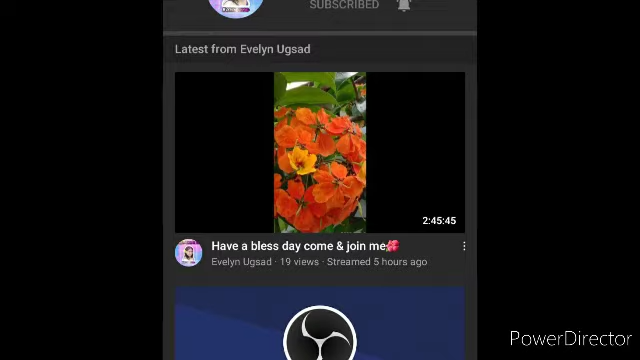 SUBSCRIBED
Latest from Evelyn Ugsad
2:45:45
Have a bless day come & join me
Evelyn Ugsad · 19 views · Streamed 5 hours ago
PowerDirector